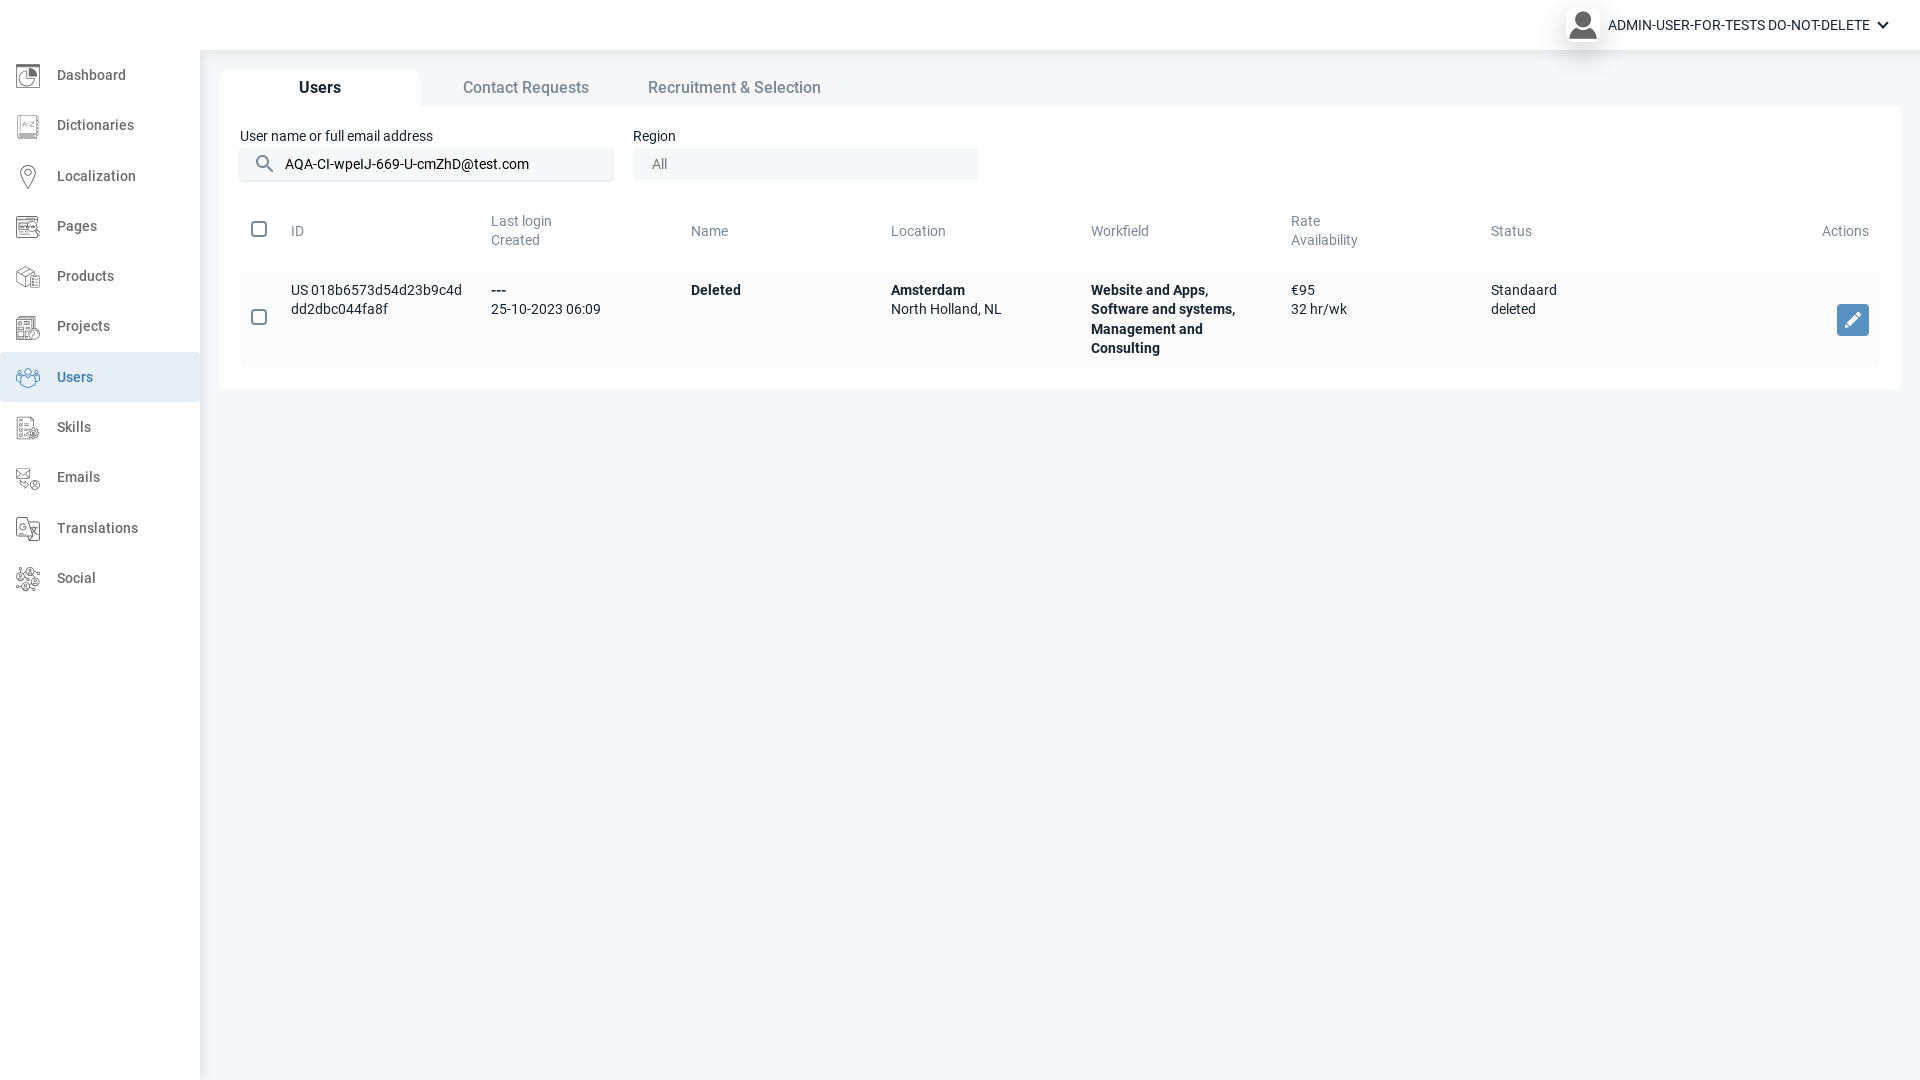 ADMIN-USER-FOR-TESTS DO-NOT-DELETE
Dashboard
Dictionaries
Localization
Pages
Products
Projects
Users
Skills
Emails
Translations
Social
Users
Contact Requests
Recruitment & Selection
User name or full email address
AQA-CI-wpeIJ-669-U-cmZhD@test.com
Region
All
ID
Last login
Created
Name
Location
Workfield
Rate
Availability
Status
Actions
US 018b6573d54d23b9c4d
dd2dbc044fa8f
---
25-10-2023 06:09
Deleted
Amsterdam
North Holland, NL
Website and Apps,
Software and systems,
Management and
Consulting
€95
32 hr/wk
Standaard
deleted